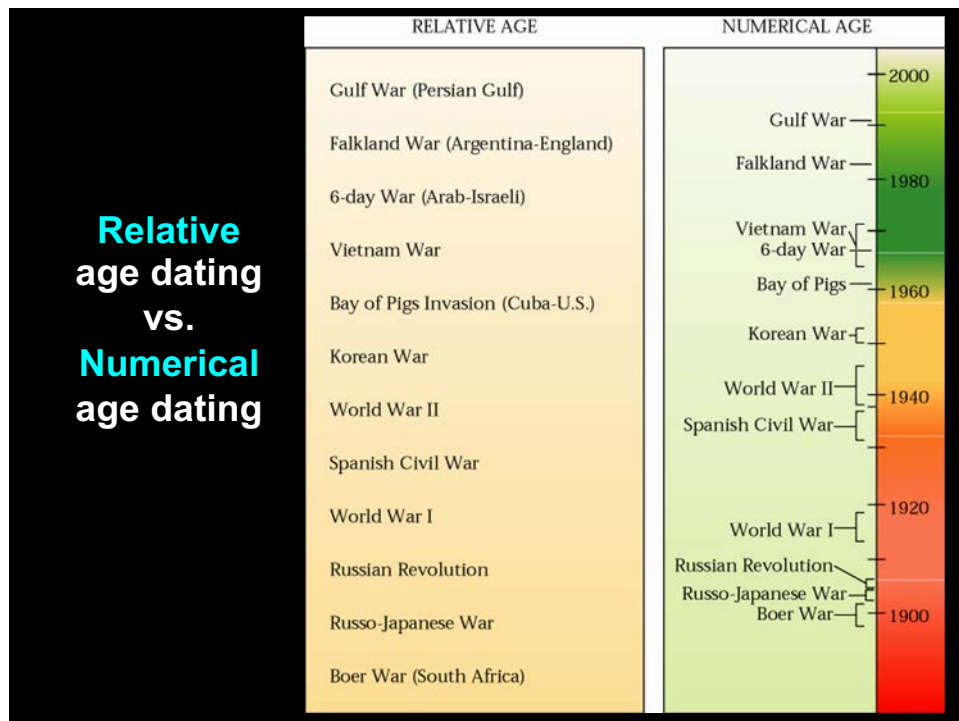 Relative
age dating
vs.
Numerical
age dating
RELATIVE AGE
Gulf War (Persian Gulf)
Falkland War (Argentina-England)
6-day War (Arab-Israeli)
Vietnam War
Bay of Pigs Invasion (Cuba-U.S.)
Korean War
World War II
Spanish Civil War
World War I
Russian Revolution
Russo-Japanese War
Boer War (South Africa)
NUMERICAL AGE
2000
Gulf War
Falkland War
1980
Vietnam War
6-day War
Bay of Pigs
1960
Korean War
World War II
1940
Spanish Civil War
1920
World War I
Russian Revolution
Russo-Japanese War
Boer War
1900